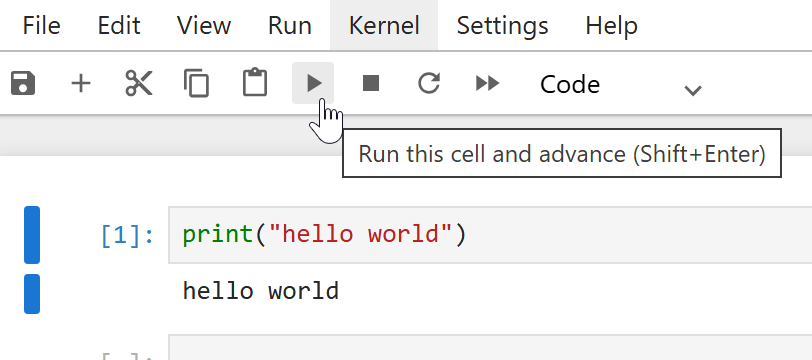 File Edit View Run Kernel Settings Help
Code
Run this cell and advance (Shift+Enter)
[1]: print("hello world")
hello world
[ ]: